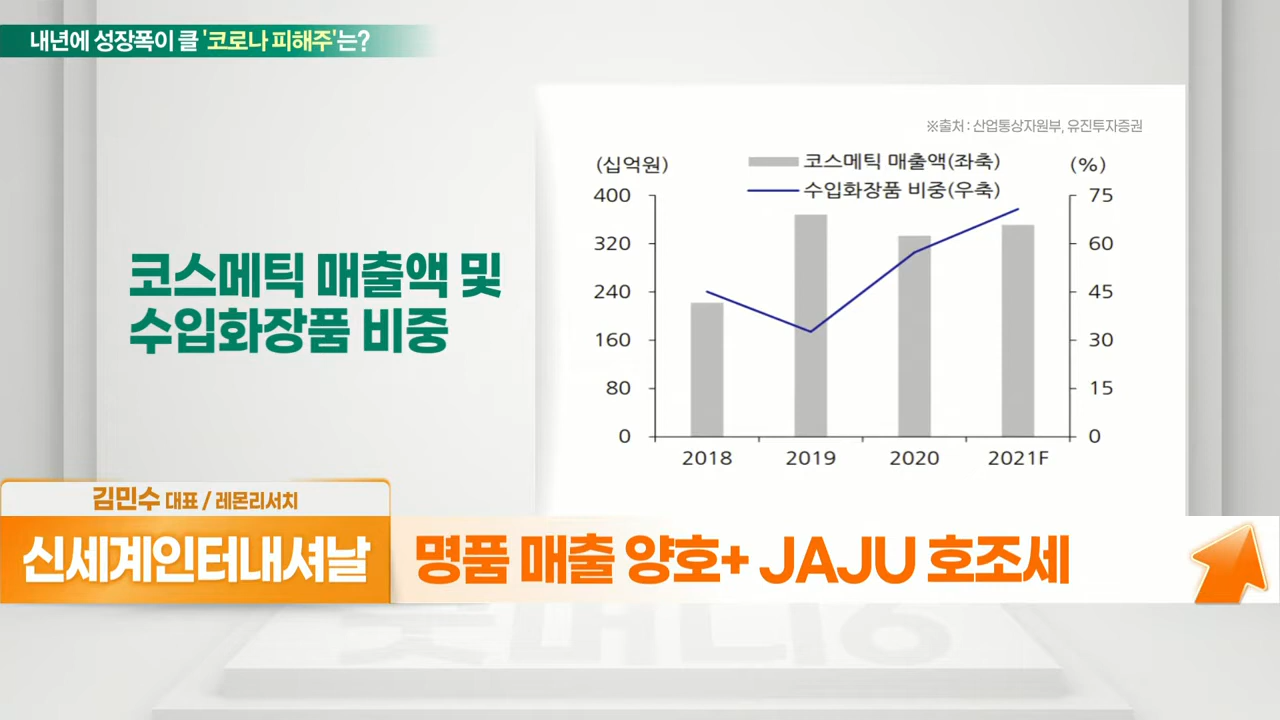 내년에 성장폭이 클 '코로나 피해주'는?
※출처 : 산업통상자원부, 유진투자증권
(십억원)
코스메틱 매출액(좌축)
(%)
수입화장품 비중(우축)
400
75
320
60
240
45
160
30
80
15
0
0
2018
2019
2020
2021F
코스메틱 매출액 및
수입화장품 비중
김민수 대표 / 레몬리서치
신세계인터내셔날
명품 매출 양호+ JAJU 호조세
굿머니6